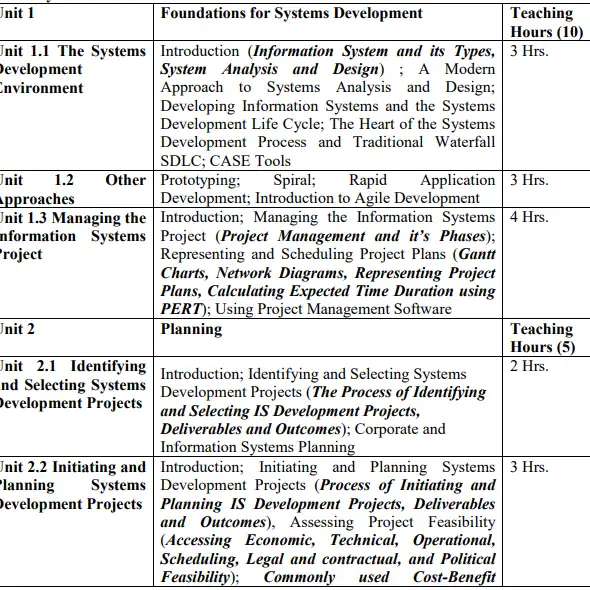 Unit 1
Foundations for Systems Development
Teaching
Hours (10)
Unit 1.1 The Systems
Development
Environment
Introduction (Information System and its Types,
System Analysis and Design) ; A Modern
Approach to Systems Analysis and Design;
Developing Information Systems and the Systems
Development Life Cycle; The Heart of the Systems
Development Process and Traditional Waterfall
SDLC; CASE Tools
3 Hrs.
Unit 1.2 Other
Approaches
Prototyping; Spiral; Rapid Application
Development; Introduction to Agile Development
3 Hrs.
Unit 1.3 Managing the
Information Systems
Project
Introduction; Managing the Information Systems
Project (Project Management and it's Phases);
Representing and Scheduling Project Plans (Gantt
Charts, Network Diagrams, Representing Project
Plans, Calculating Expected Time Duration using
PERT); Using Project Management Software
4 Hrs.
Unit 2
Planning
Teaching
Hours (5)
Unit 2.1 Identifying
and Selecting Systems
Development Projects
Introduction; Identifying and Selecting Systems
Development Projects (The Process of Identifying
and Selecting IS Development Projects,
Deliverables and Outcomes); Corporate and
Information Systems Planning
2 Hrs.
Unit 2.2 Initiating and
Planning Systems
Development Projects
Introduction; Initiating and Planning Systems
Development Projects (Process of Initiating and
Planning IS Development Projects, Deliverables
and Outcomes), Assessing Project Feasibility
(Accessing Economic, Technical, Operational,
Scheduling, Legal and contractual, and Political
Feasibility); Commonly used Cost-Benefit
3 Hrs.